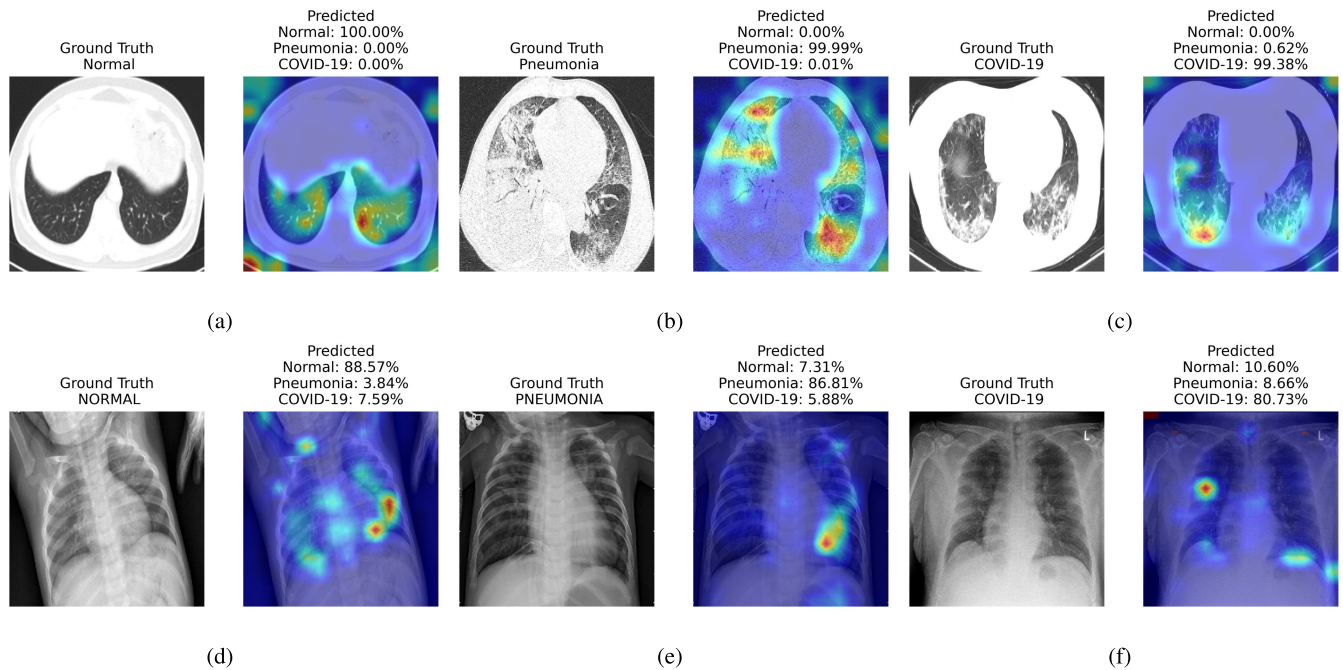 Ground Truth
Normal
Predicted
Normal: 100.00%
Pneumonia: 0.00%
COVID-19: 0.00%
Ground Truth
Pneumonia
Predicted
Normal: 0.00%
Pneumonia: 99.99%
COVID-19: 0.01%
Ground Truth
COVID-19
Predicted
Normal: 0.00%
Pneumonia: 0.62%
COVID-19: 99.38%
(a)
(b)
(c)
Ground Truth
NORMAL
Predicted
Normal: 88.57%
Pneumonia: 3.84%
COVID-19: 7.59%
Ground Truth
PNEUMONIA
Predicted
Normal: 7.31%
Pneumonia: 86.81%
COVID-19: 5.88%
Ground Truth
COVID-19
L
Predicted
Normal: 10.60%
Pneumonia: 8.66%
COVID-19: 80.73%
L
(d)
(e)
(f)